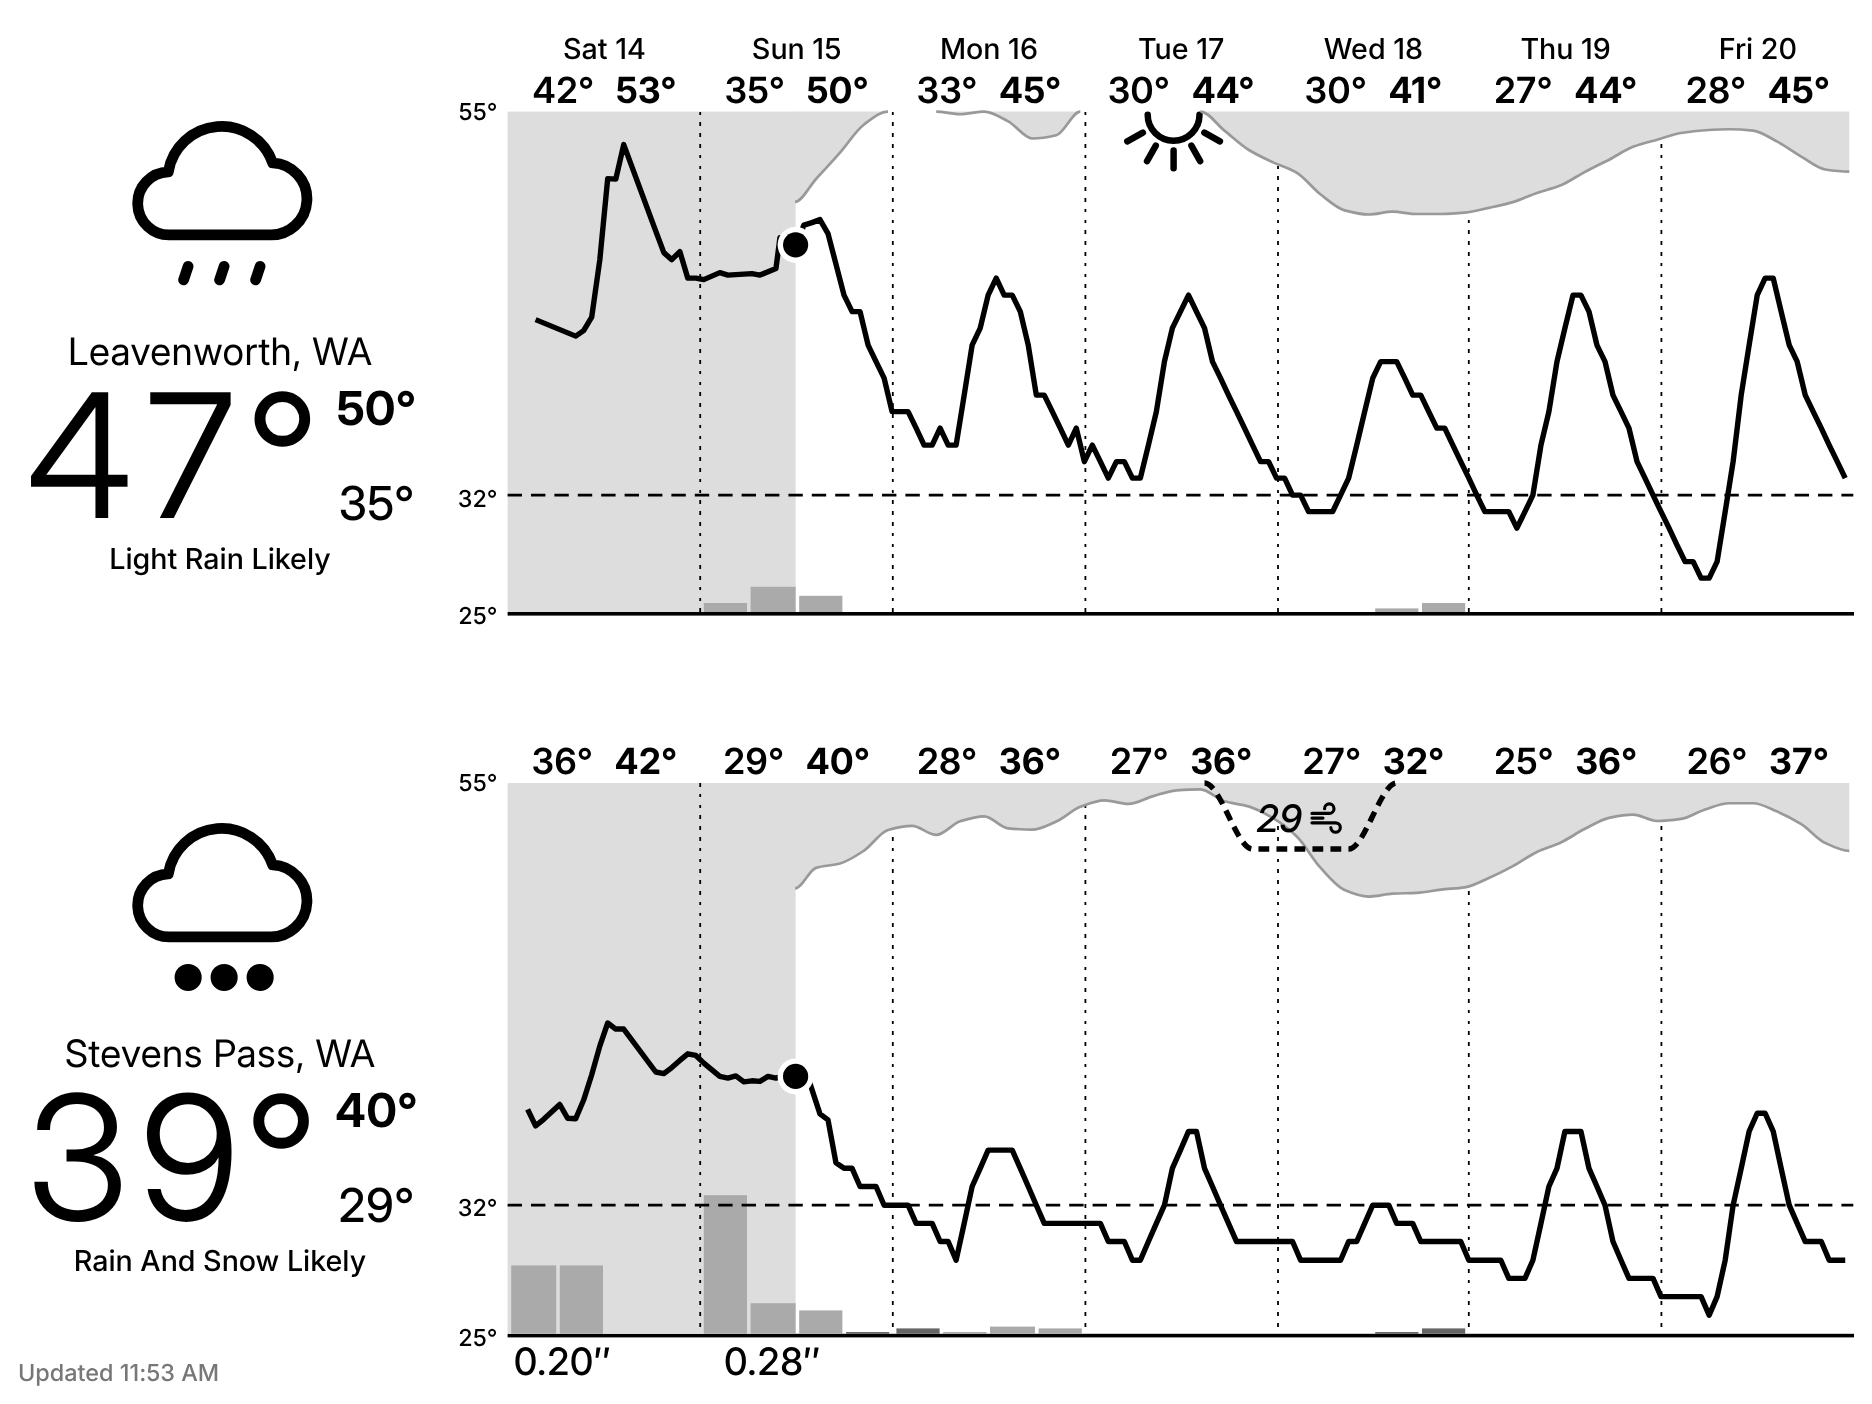 Sat 14 Sun 15 Mon 16 Tue 17 Wed 18 Thu 19 Fri 20
42° 53° 35° 50° 33° 45° 30° 44° 30° 41° 27° 44° 28° 45°
55°
Leavenworth, WA
47° 50°
35°
Light Rain Likely
32°
25°
36° 42° 29° 40° 28° 36° 27° 36° 27° 32° 25° 36° 26° 37°
55°
29
Stevens Pass, WA
39° 40°
29°
Rain And Snow Likely
32°
25°
0.20″ 0.28″
Updated 11:53 AM